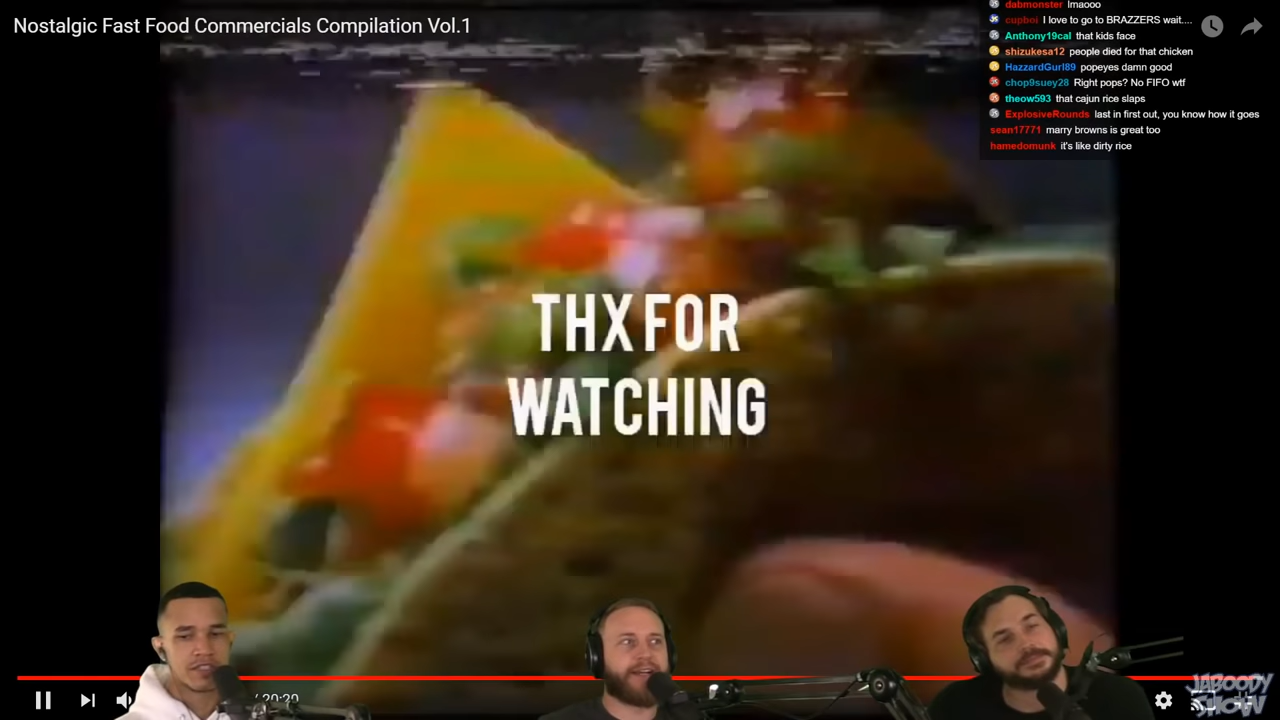 Nostalgic Fast Food Commercials Compilation Vol.1
dabmonster lmaooo
cupboi I love to go to BRAZZERS wait....
Anthony19cal that kids face
shizukesa12 people died for that chicken
HazzardGurl89 popeyes damn good
chop9suey28 Right pops? No FIFO wtf
theow593 that cajun rice slaps
ExplosiveRounds last in first out, you know how it goes
sean17771 marry browns is great too
hamedomunk it's like dirty rice
THX FOR
WATCHING
/ 20:20
JABOODY
SHOW